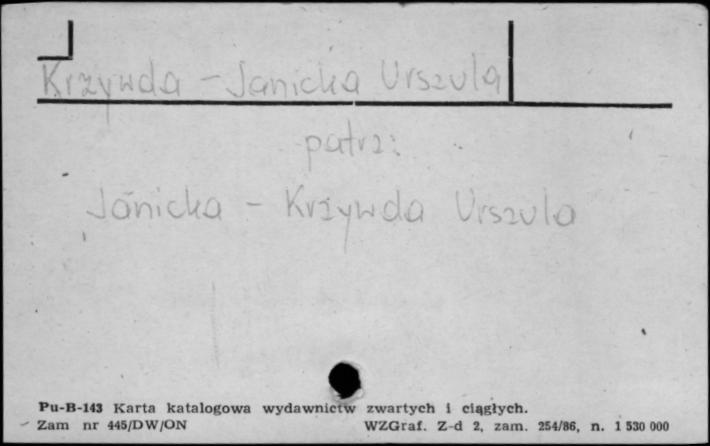 Krzywda - Janicka Urszula
patrz:
Janicka - Krzywda Urszula
Pu-B-143 Karta katalogowa wydawnictw zwartych i ciągłych.
Zam nr 445/DW/ON WZGraf. Z-d 2, zam. 254/86, n. 1 530 000